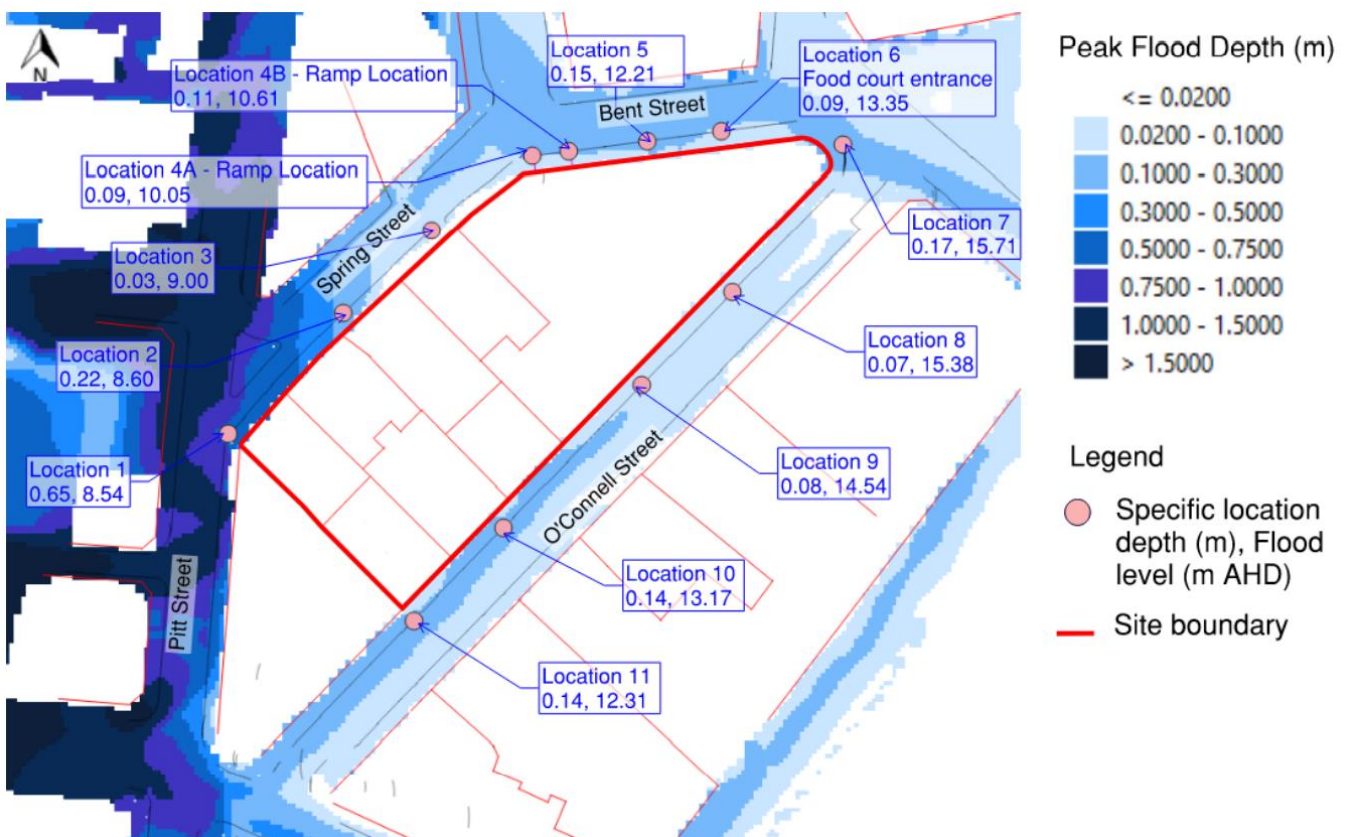 N
Location 5
0.15, 12.21
Location 6
Food court entrance
0.09, 13.35
Location 4B - Ramp Location
0.11, 10.61
Bent Street
Location 4A - Ramp Location
0.09, 10.05
Location 7
0.17, 15.71
Spring Street
Location 3
0.03, 9.00
Location 8
0.07, 15.38
Location 2
0.22, 8.60
Location 1
0.65, 8.54
Location 9
0.08, 14.54
O'Connell Street
Location 10
0.14, 13.17
Pitt Street
Location 11
0.14, 12.31
Peak Flood Depth (m)
<= 0.0200
0.0200 - 0.1000
0.1000 - 0.3000
0.3000 - 0.5000
0.5000 - 0.7500
0.7500 - 1.0000
1.0000 - 1.5000
> 1.5000
Legend
Specific location
depth (m), Flood
level (m AHD)
Site boundary